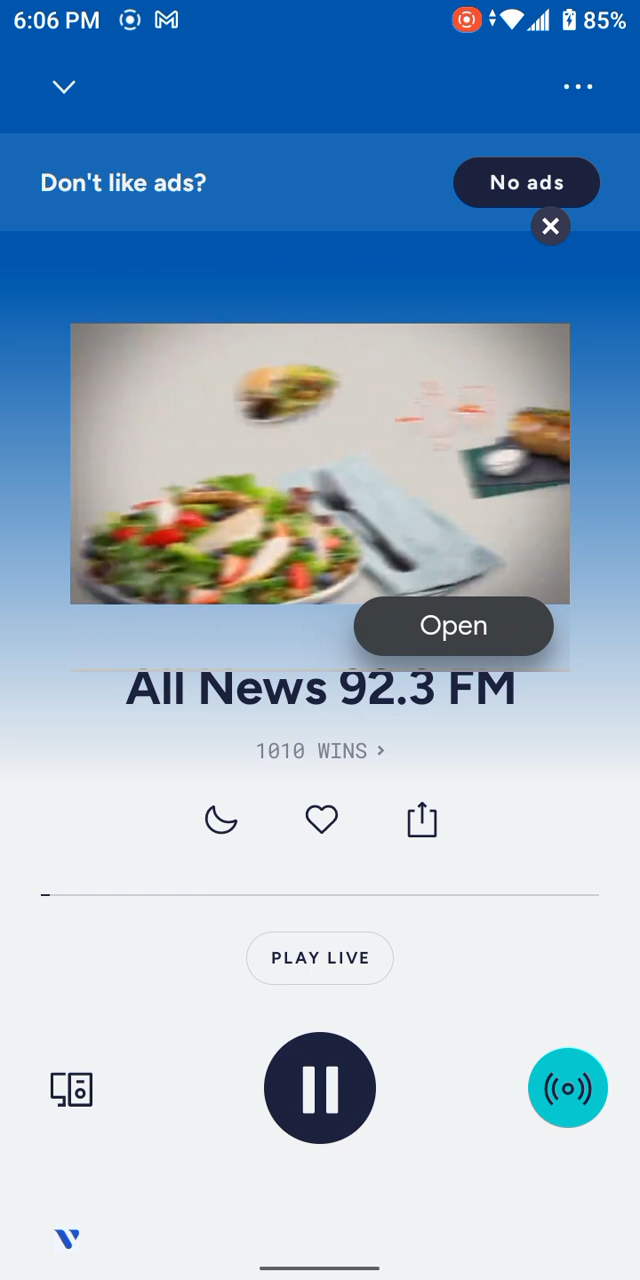 6:06 PM
85%
Don't like ads?
No ads
Open
All News 92.3 FM
1010 WINS
PLAY LIVE